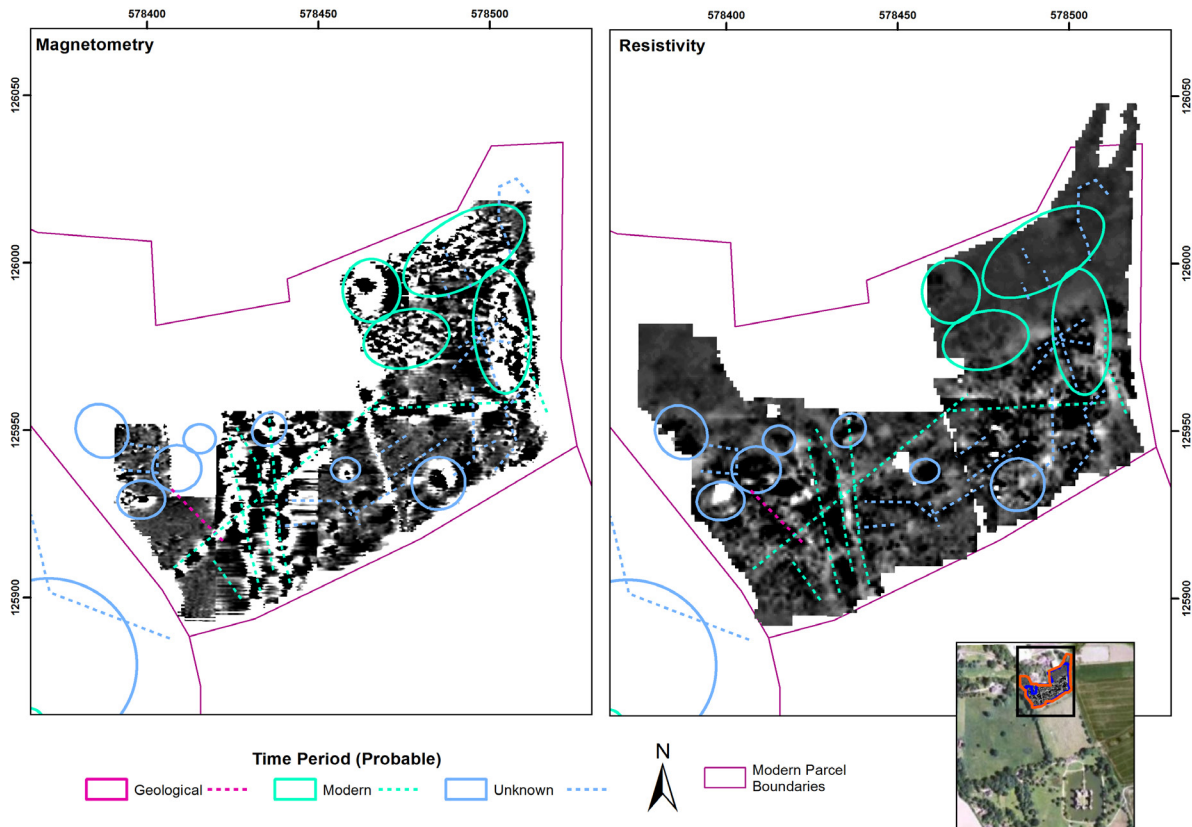 578400 578450 578500
578400 578450 578500
Magnetometry
Resistivity
126050
126000
125950
125900
126050
126000
125950
125900
Time Period (Probable)
Geological
Modern
Unknown
N
Modern Parcel
Boundaries